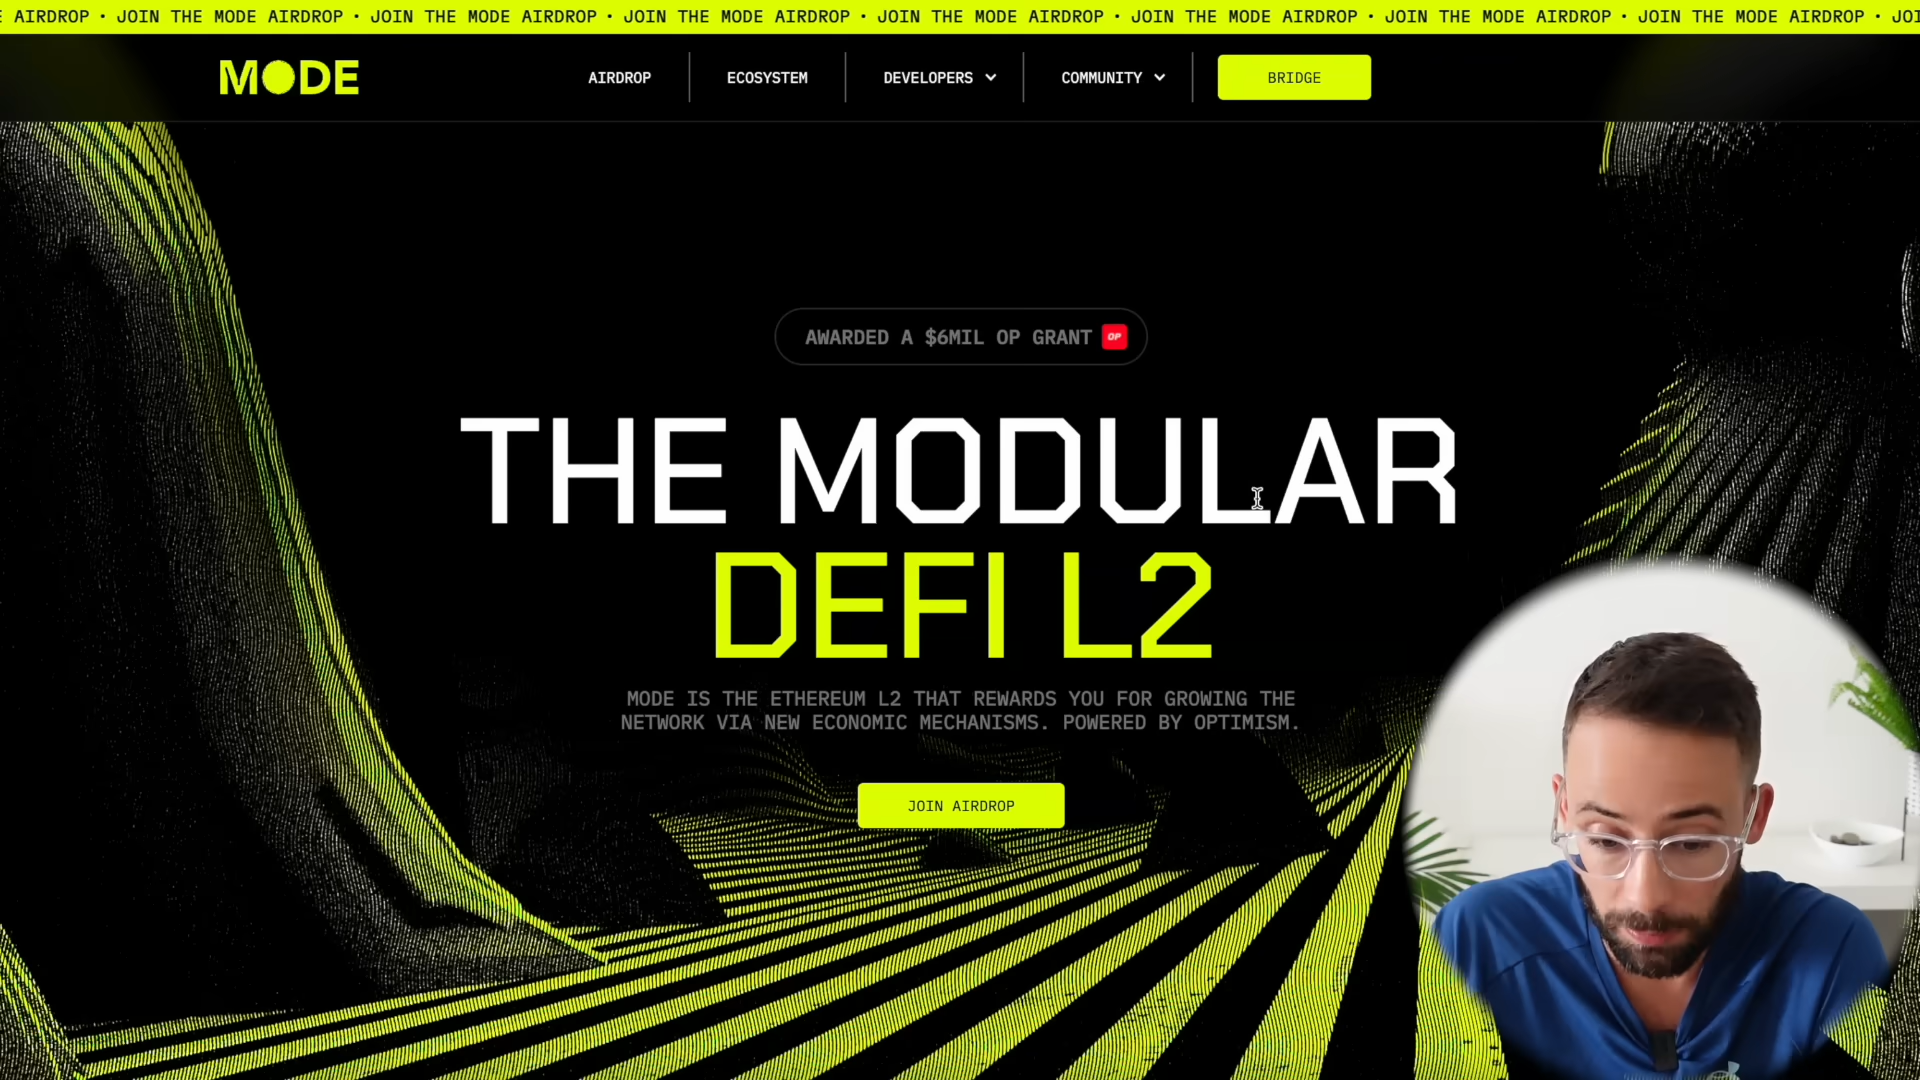 E AIRDROP • JOIN THE MODE AIRDROP • JOIN THE MODE AIRDROP • JOIN THE MODE AIRDROP • JOIN THE MODE AIRDROP • JOIN THE MODE AIRDROP • JOIN THE MODE AIRDROP • JOIN THE MODE AIRDROP • JOI
MODE AIRDROP ECOSYSTEM DEVELOPERS COMMUNITY BRIDGE
AWARDED A $6MIL OP GRANT OP
THE MODULAR
DEFI L2
MODE IS THE ETHEREUM L2 THAT REWARDS YOU FOR GROWING THE
NETWORK VIA NEW ECONOMIC MECHANISMS. POWERED BY OPTIMISM.
JOIN AIRDROP